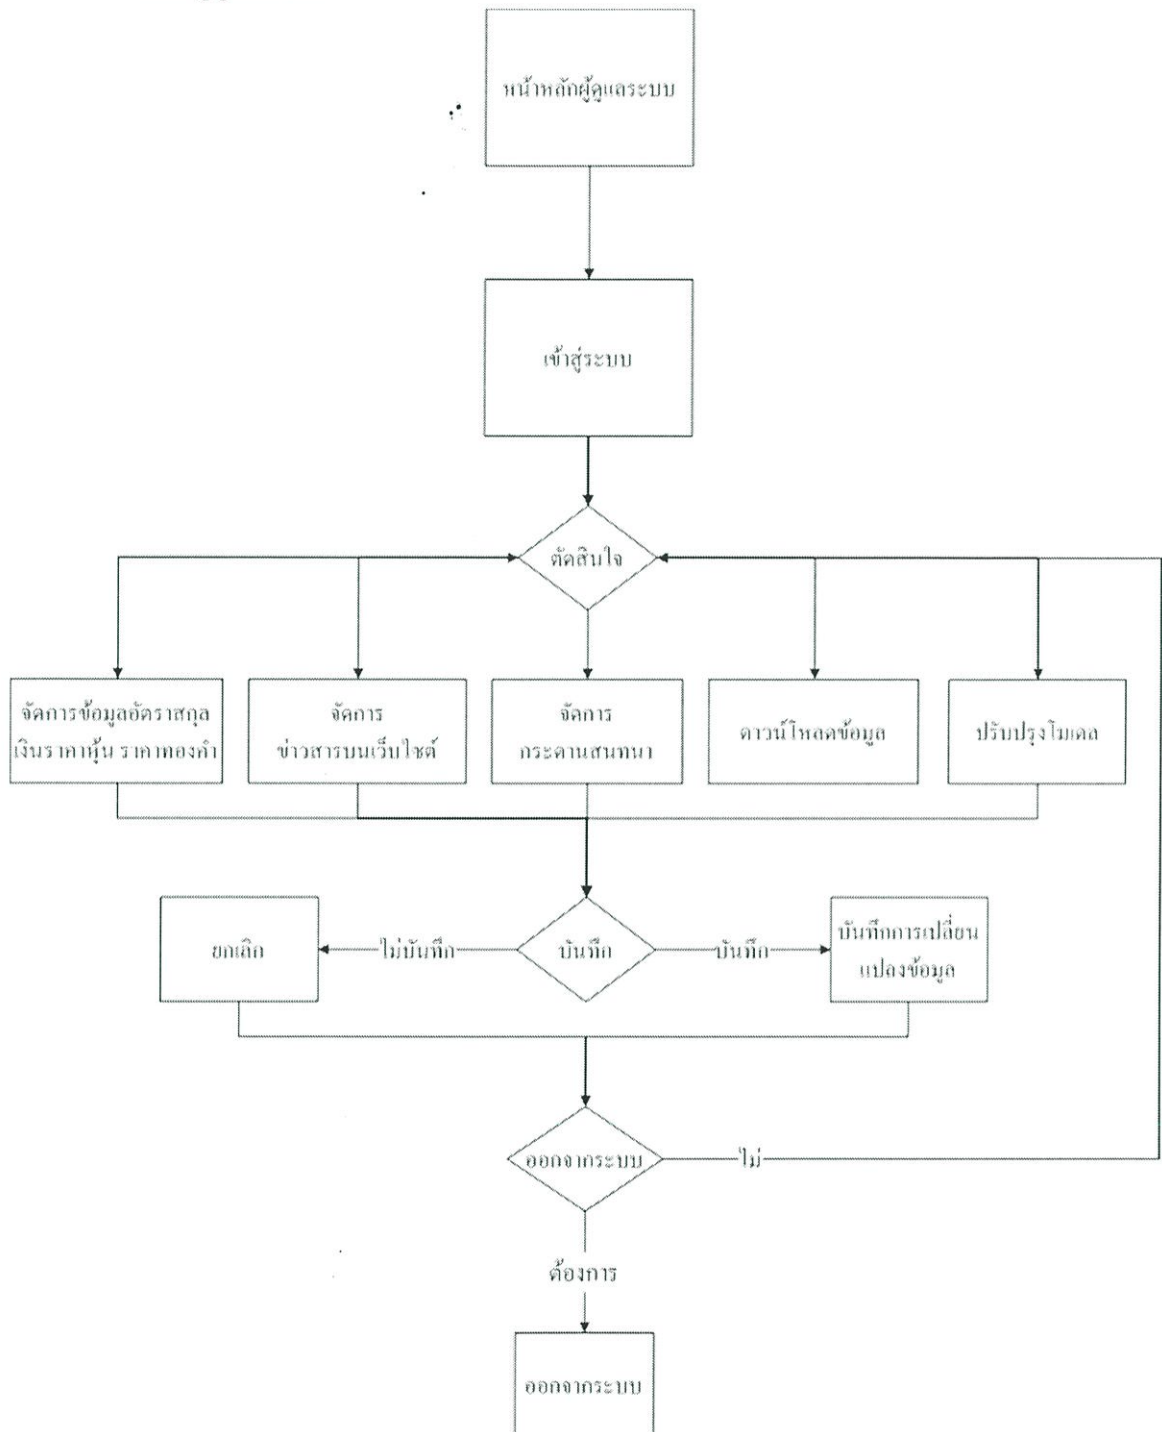 หน้าหลักผู้ดูแลระบบ
เข้าสู่ระบบ
ตัดสินใจ
จัดการข้อมูลอัตราสกุล
เงินราคาหุ้น ราคาทองคำ
จัดการ
ข่าวสารบนเว็บไซต์
จัดการ
กระดานสนทนา
ดาวน์โหลดข้อมูล
ปรับปรุงโมเดล
ยกเลิก
ไม่บันทึก
บันทึก
บันทึก
บันทึกการเปลี่ยน
แปลงข้อมูล
ออกจากระบบ
ไม่
ต้องการ
ออกจากระบบ